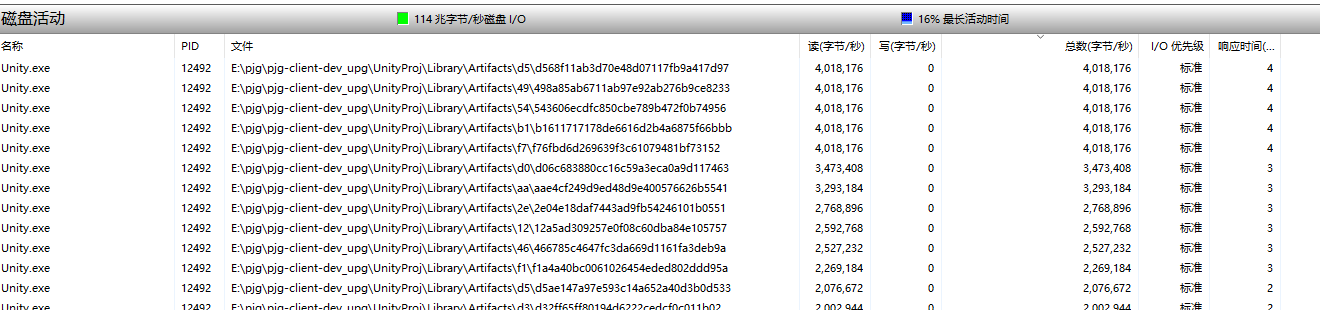 磁盘活动 114 兆字节/秒磁盘 I/O 16% 最长活动时间
名称 PID 文件 读(字节/秒) 写(字节/秒) 总数(字节/秒) I/O 优先级 响应时间(...
Unity.exe 12492 E:\pjg\pjg-client-dev_upg\UnityProj\Library\Artifacts\d5\d568f11ab3d70e48d07117fb9a417d97 4,018,176 0 4,018,176 标准 4
Unity.exe 12492 E:\pjg\pjg-client-dev_upg\UnityProj\Library\Artifacts\49\498a85ab6711ab97e92ab276b9ce8233 4,018,176 0 4,018,176 标准 4
Unity.exe 12492 E:\pjg\pjg-client-dev_upg\UnityProj\Library\Artifacts\54\543606ecdfc850cbe789b472f0b74956 4,018,176 0 4,018,176 标准 4
Unity.exe 12492 E:\pjg\pjg-client-dev_upg\UnityProj\Library\Artifacts\b1\b1611717178de6616d2b4a6875f66bbb 4,018,176 0 4,018,176 标准 4
Unity.exe 12492 E:\pjg\pjg-client-dev_upg\UnityProj\Library\Artifacts\f7\f76fbd6d269639f3c61079481bf73152 4,018,176 0 4,018,176 标准 4
Unity.exe 12492 E:\pjg\pjg-client-dev_upg\UnityProj\Library\Artifacts\d0\d06c683880cc16c59a3eca0a9d117463 3,473,408 0 3,473,408 标准 3
Unity.exe 12492 E:\pjg\pjg-client-dev_upg\UnityProj\Library\Artifacts\aa\aae4cf249d9ed48d9e400576626b5541 3,293,184 0 3,293,184 标准 3
Unity.exe 12492 E:\pjg\pjg-client-dev_upg\UnityProj\Library\Artifacts\2e\2e04e18daf7443ad9fb54246101b0551 2,768,896 0 2,768,896 标准 3
Unity.exe 12492 E:\pjg\pjg-client-dev_upg\UnityProj\Library\Artifacts\12\12a5ad309257e0f08c60dba84e105757 2,592,768 0 2,592,768 标准 3
Unity.exe 12492 E:\pjg\pjg-client-dev_upg\UnityProj\Library\Artifacts\46\466785c4647fc3da669d1161fa3deb9a 2,527,232 0 2,527,232 标准 3
Unity.exe 12492 E:\pjg\pjg-client-dev_upg\UnityProj\Library\Artifacts\f1\f1a4a40bc0061026454eded802ddd95a 2,269,184 0 2,269,184 标准 3
Unity.exe 12492 E:\pjg\pjg-client-dev_upg\UnityProj\Library\Artifacts\d5\d5ae147a97e593c14a652a40d3b0d533 2,076,672 0 2,076,672 标准 2
Unity.exe 12492 E:\pjg\pjg-client-dev_upg\UnityProj\Library\Artifacts\d3\d32ff65ff80194d6222cedcf0c011b02 2,002,944 0 2,002,944 标准 2